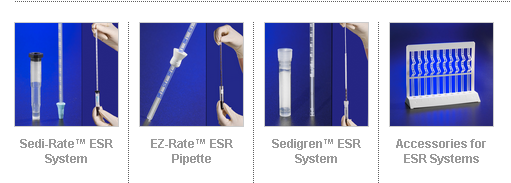 Sedi-Rate™ ESR
System
EZ-Rate™ ESR
Pipette
Sedigren™ ESR
System
Accessories for
ESR Systems